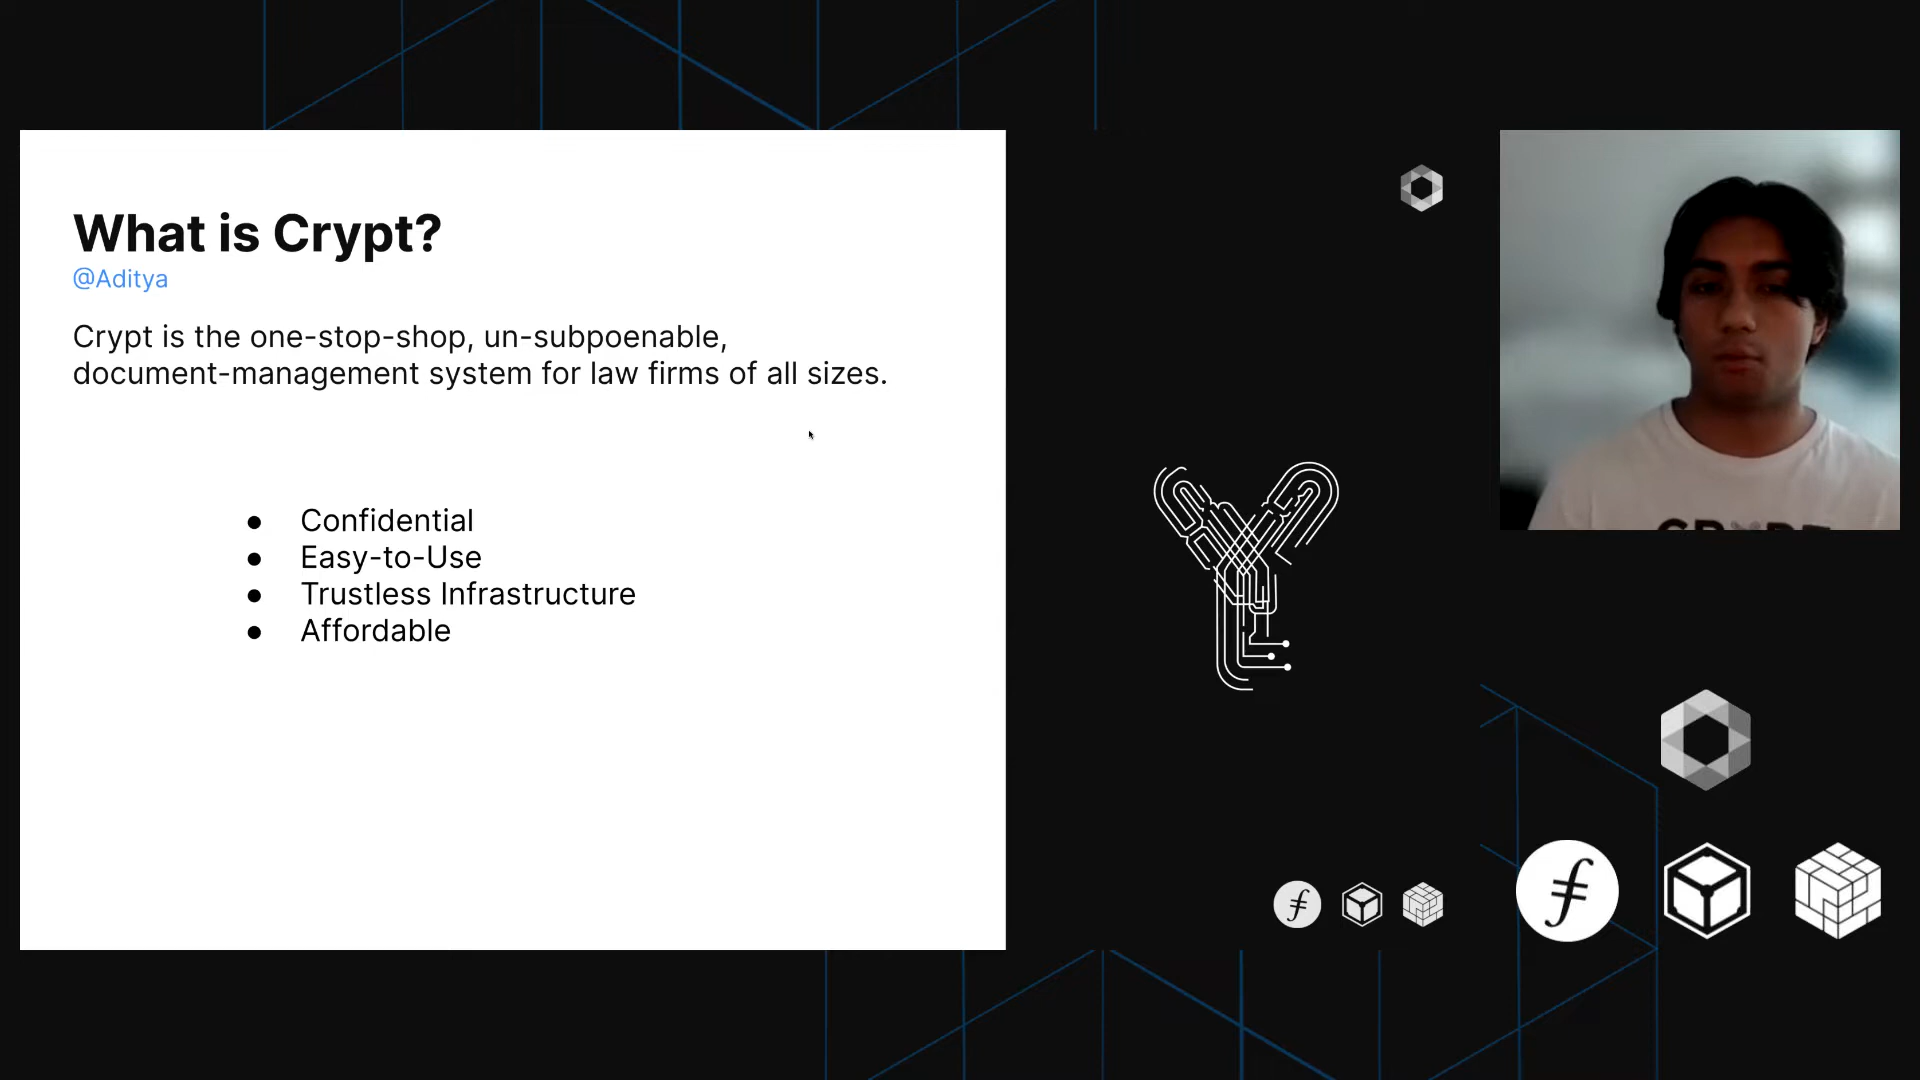 What is Crypt?
@Aditya
Crypt is the one-stop-shop, un-subpoenable,
document-management system for law firms of all sizes.
● Confidential
● Easy-to-Use
● Trustless Infrastructure
● Affordable